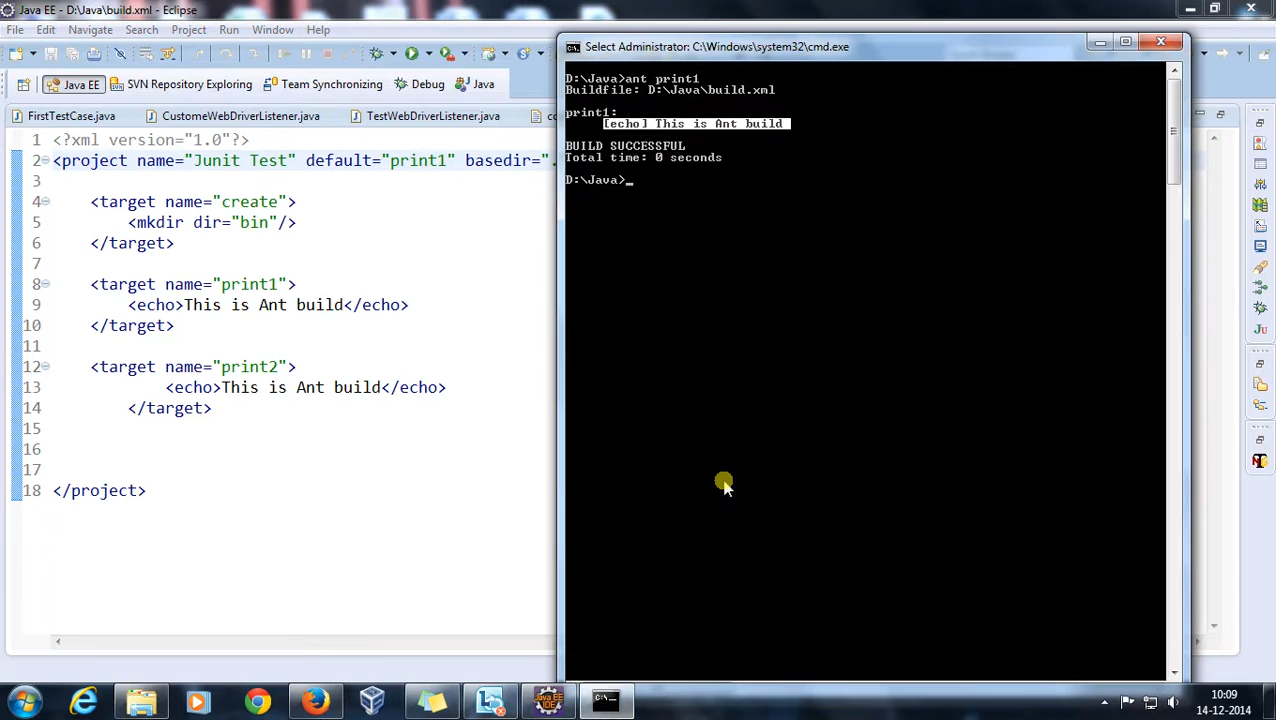 Java EE - D:\Java\build.xml - Eclipse
File Edit Navigate Search Project Run Window Help
Java EE SVN Repository Exploring Team Synchronizing Debug Java
FirstTestCase.java CustomeWebDriverListener.java TestWebDriverListener.java co
1 <?xml version="1.0"?>
2 <project name="Junit Test" default="print1" basedir=".
3
4 <target name="create">
5 <mkdir dir="bin"/>
6 </target>
7
8 <target name="print1">
9 <echo>This is Ant build</echo>
10 </target>
11
12 <target name="print2">
13 <echo>This is Ant build</echo>
14 </target>
15
16
17
18 </project>
Select Administrator: C:\Windows\system32\cmd.exe
D:\Java>ant print1
Buildfile: D:\Java\build.xml
print1:
[echo] This is Ant build
BUILD SUCCESSFUL
Total time: 0 seconds
D:\Java>_
Ju
Java EE
IDE
C:\.
10:09
14-12-2014